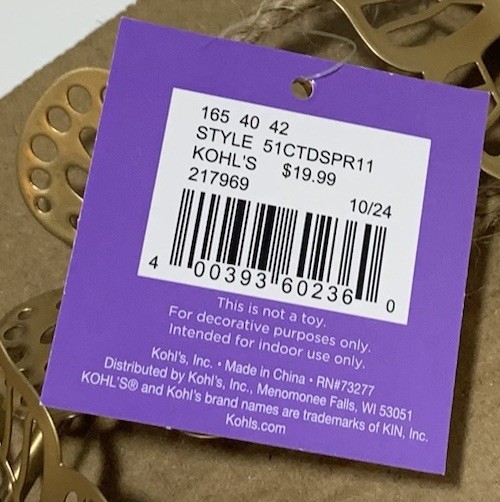 165 40 42
STYLE 51CTDSPR11
KOHL'S $19.99
217969
10/24
4 00393 60236 0
This is not a toy.
For decorative purposes only.
Intended for indoor use only.
Kohl's, Inc. • Made in China • RN#73277
Distributed by Kohl's, Inc., Menomonee Falls, WI 53051
KOHL'S® and Kohl's brand names are trademarks of KIN, Inc.
Kohls.com